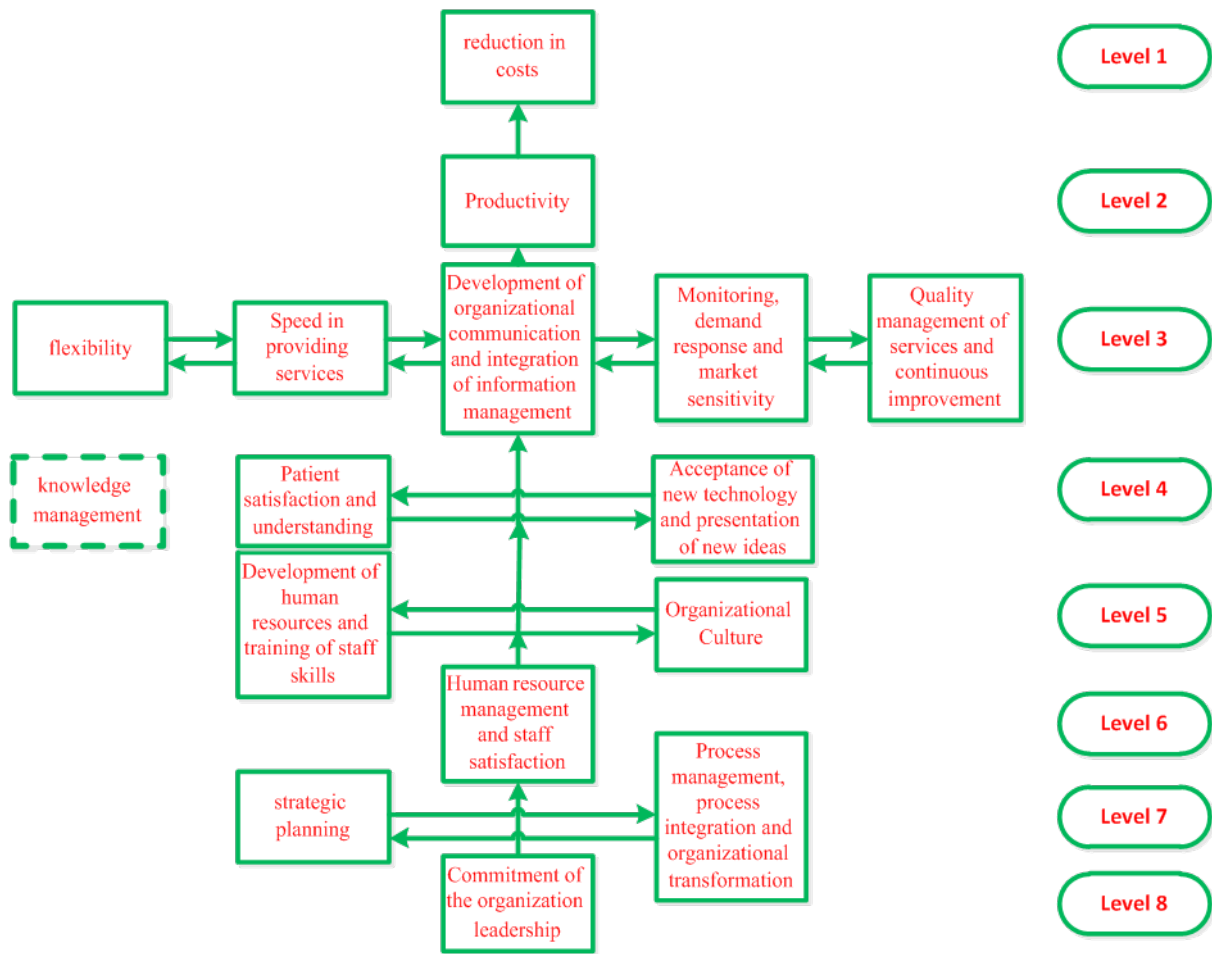 reduction in
costs
Level 1
Productivity
Level 2
flexibility
Speed in
providing
services
Development of
organizational
communication
and integration
of information
management
Monitoring,
demand
response and
market
sensitivity
Quality
management of
services and
continuous
improvement
Level 3
knowledge
management
Patient
satisfaction and
understanding
Acceptance of
new technology
and presentation
of new ideas
Level 4
Development of
human
resources and
training of staff
skills
Organizational
Culture
Level 5
Human resource
management
and staff
satisfaction
Level 6
strategic
planning
Process
management,
process
integration and
organizational
transformation
Level 7
Commitment of
the organization
leadership
Level 8